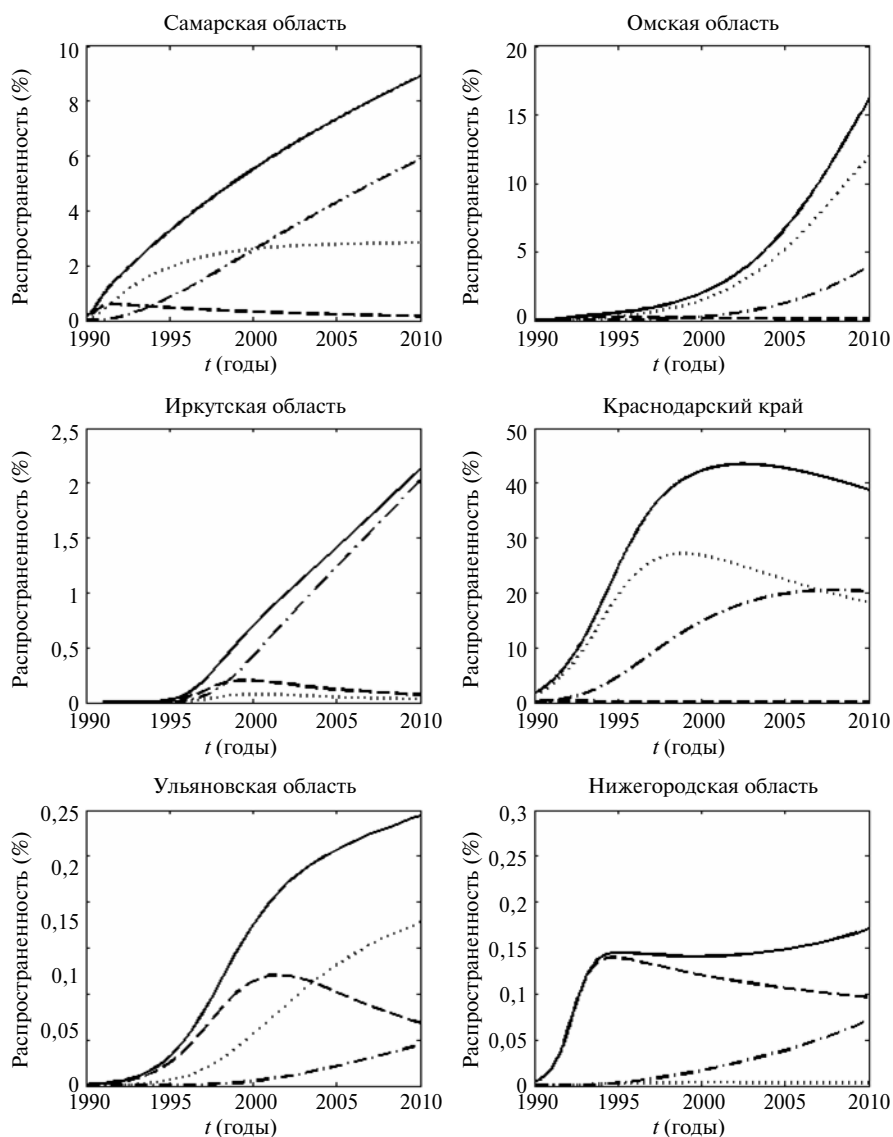 Самарская область
Распространенность (%)
10
8
6
4
2
0
1990 1995 2000 2005 2010
t (годы)
Омская область
Распространенность (%)
20
15
10
5
0
1990 1995 2000 2005 2010
t (годы)
Иркутская область
Распространенность (%)
2,5
2
1,5
1
0,5
0
1990 1995 2000 2005 2010
t (годы)
Краснодарский край
Распространенность (%)
50
40
30
20
10
0
1990 1995 2000 2005 2010
t (годы)
Ульяновская область
Распространенность (%)
0,25
0,2
0,15
0,1
0,05
0
1990 1995 2000 2005 2010
t (годы)
Нижегородская область
Распространенность (%)
0,3
0,25
0,2
0,15
0,1
0,05
0
1990 1995 2000 2005 2010
t (годы)